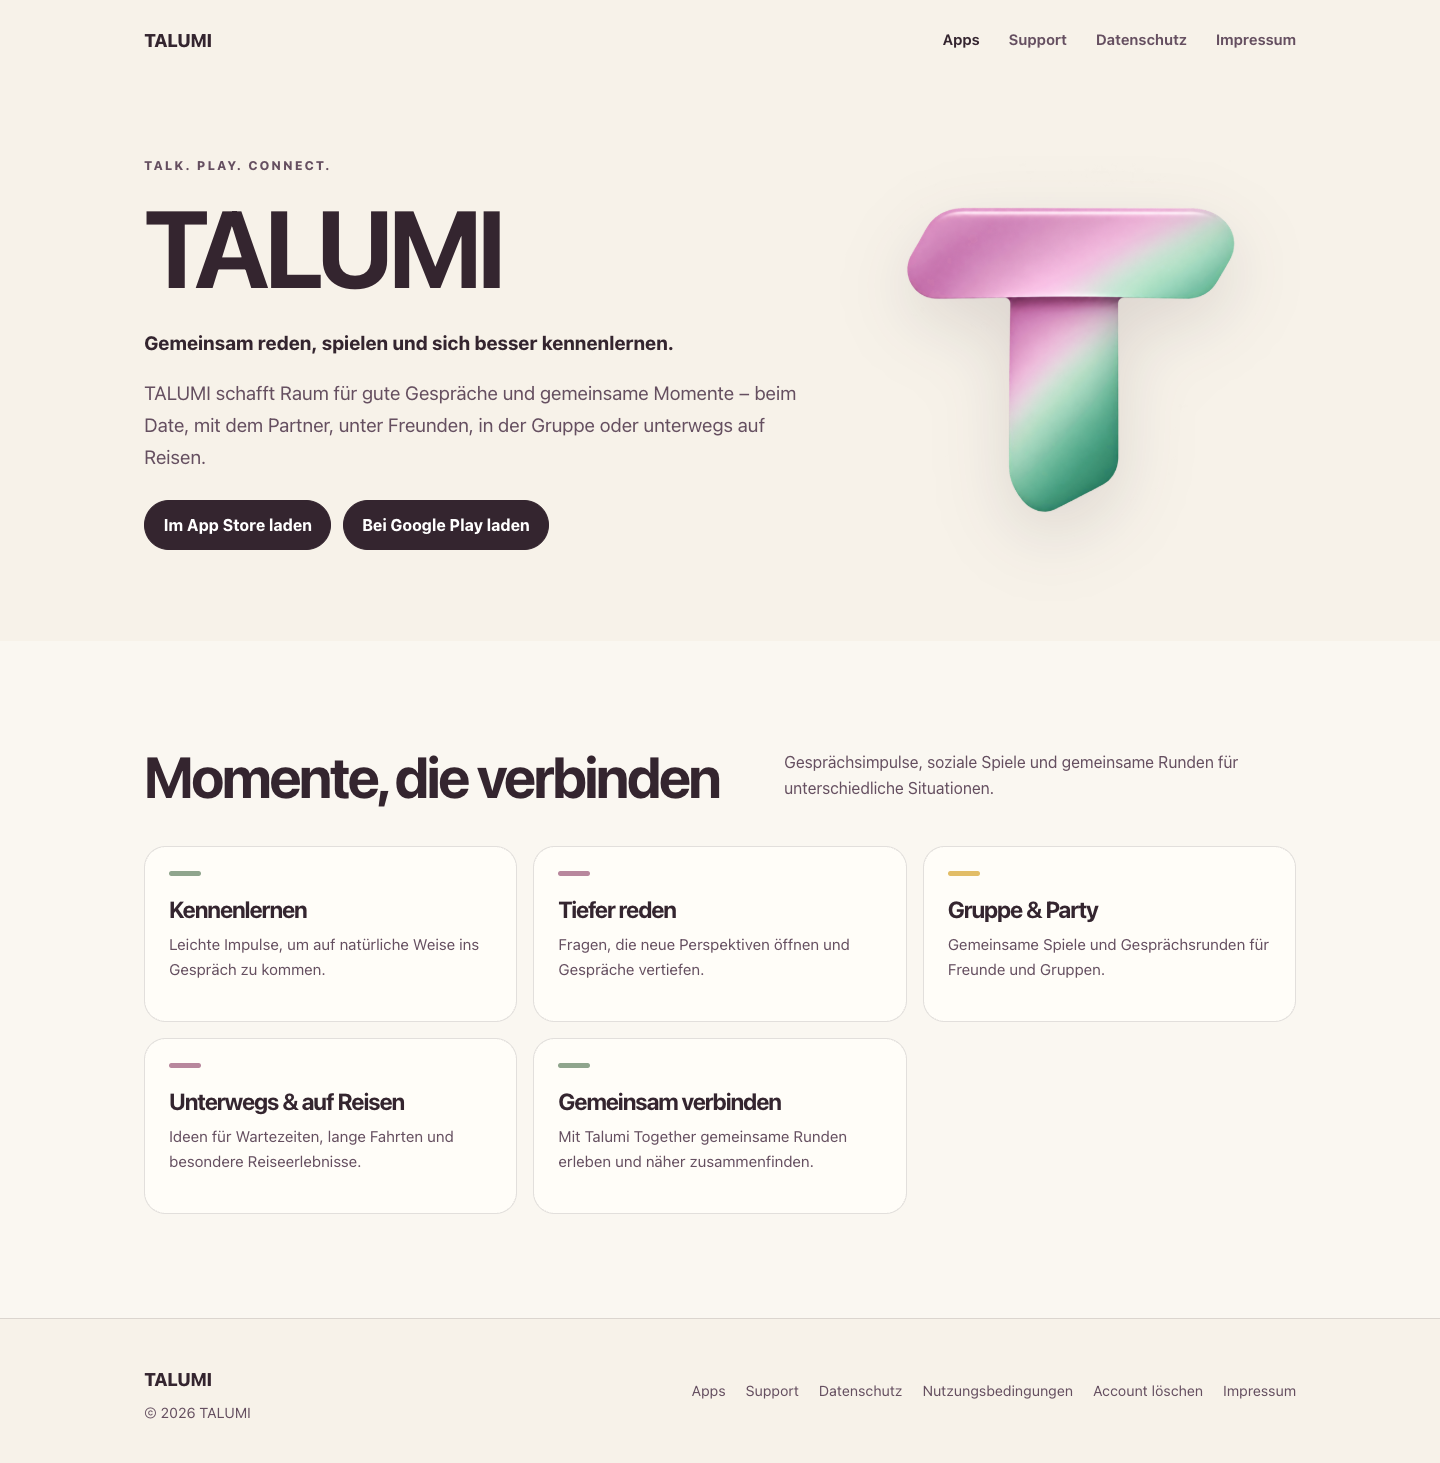 TALUMI
Apps Support Datenschutz Impressum
TALK. PLAY. CONNECT.
TALUMI
Gemeinsam reden, spielen und sich besser kennenlernen.
TALUMI schafft Raum für gute Gespräche und gemeinsame Momente – beim
Date, mit dem Partner, unter Freunden, in der Gruppe oder unterwegs auf
Reisen.
Im App Store laden
Bei Google Play laden
Momente, die verbinden
Gesprächsimpulse, soziale Spiele und gemeinsame Runden für
unterschiedliche Situationen.
Kennenlernen
Leichte Impulse, um auf natürliche Weise ins
Gespräch zu kommen.
Tiefer reden
Fragen, die neue Perspektiven öffnen und
Gespräche vertiefen.
Gruppe & Party
Gemeinsame Spiele und Gesprächsrunden für
Freunde und Gruppen.
Unterwegs & auf Reisen
Ideen für Wartezeiten, lange Fahrten und
besondere Reiseerlebnisse.
Gemeinsam verbinden
Mit Talumi Together gemeinsame Runden
erleben und näher zusammenfinden.
TALUMI
© 2026 TALUMI
Apps Support Datenschutz Nutzungsbedingungen Account löschen Impressum